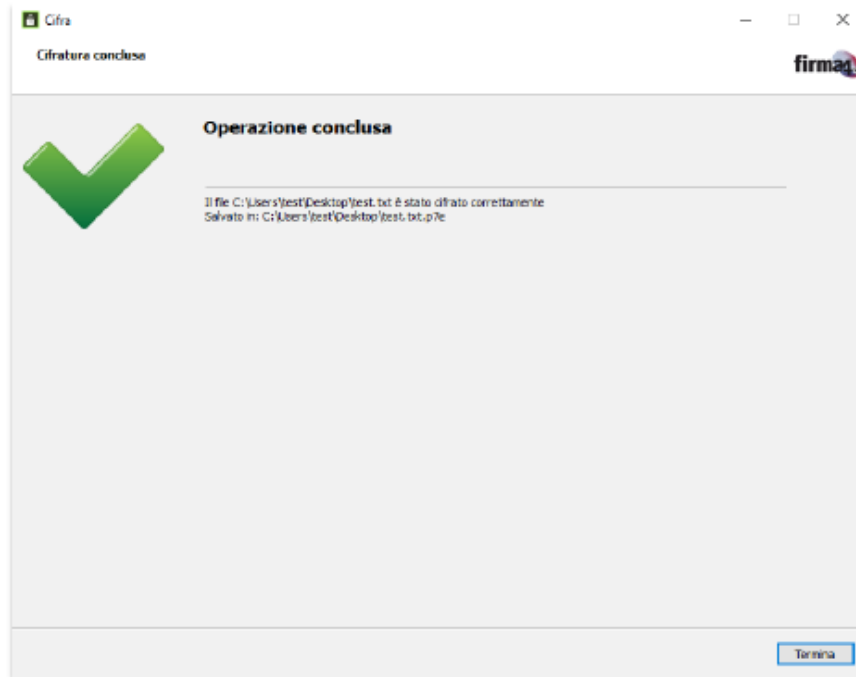 Cifra
Cifratura conclusa
firma4
Operazione conclusa
Il file C:\Users\test\Desktop\test.txt è stato cifrato correttamente
Salvato in: C:\Users\test\Desktop\test.txt.p7e
Termina